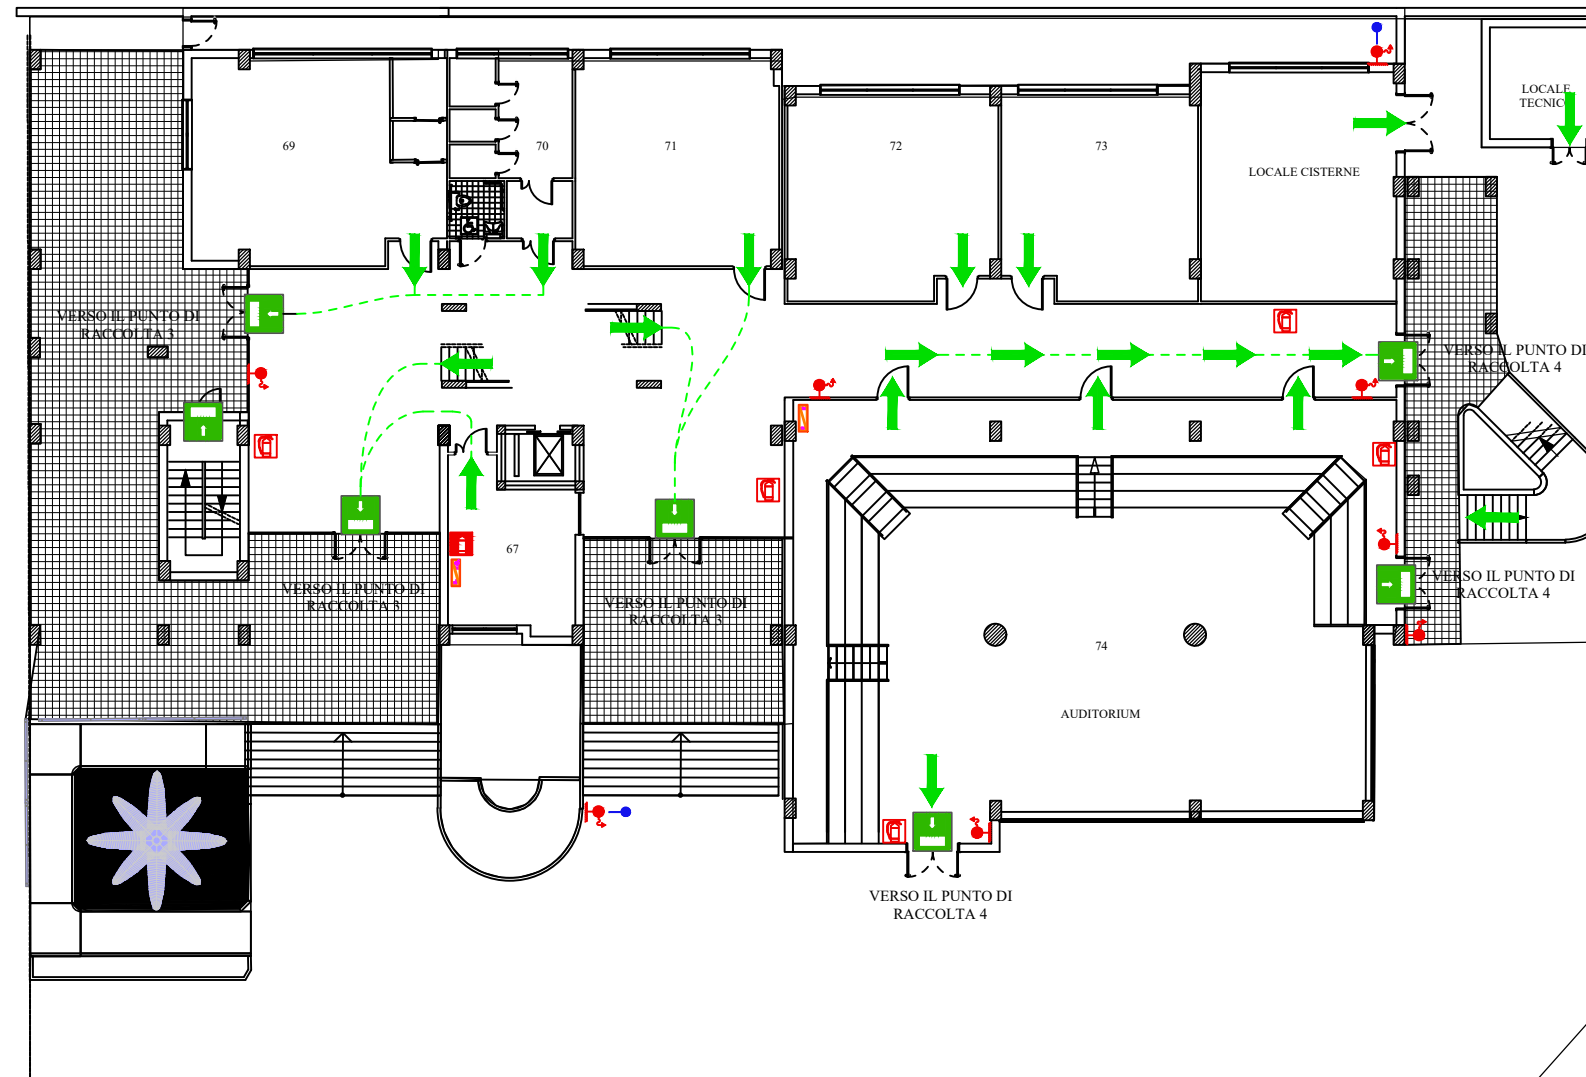 LOCALE
TECNICO
69
70
71
72
73
LOCALE CISTERNE
VERSO IL PUNTO DI
RACCOLTA 3
VERSO IL PUNTO DI
RACCOLTA 4
67
VERSO IL PUNTO DI
RACCOLTA 3
VERSO IL PUNTO DI
RACCOLTA 3
VERSO IL PUNTO DI
RACCOLTA 4
74
AUDITORIUM
VERSO IL PUNTO DI
RACCOLTA 4